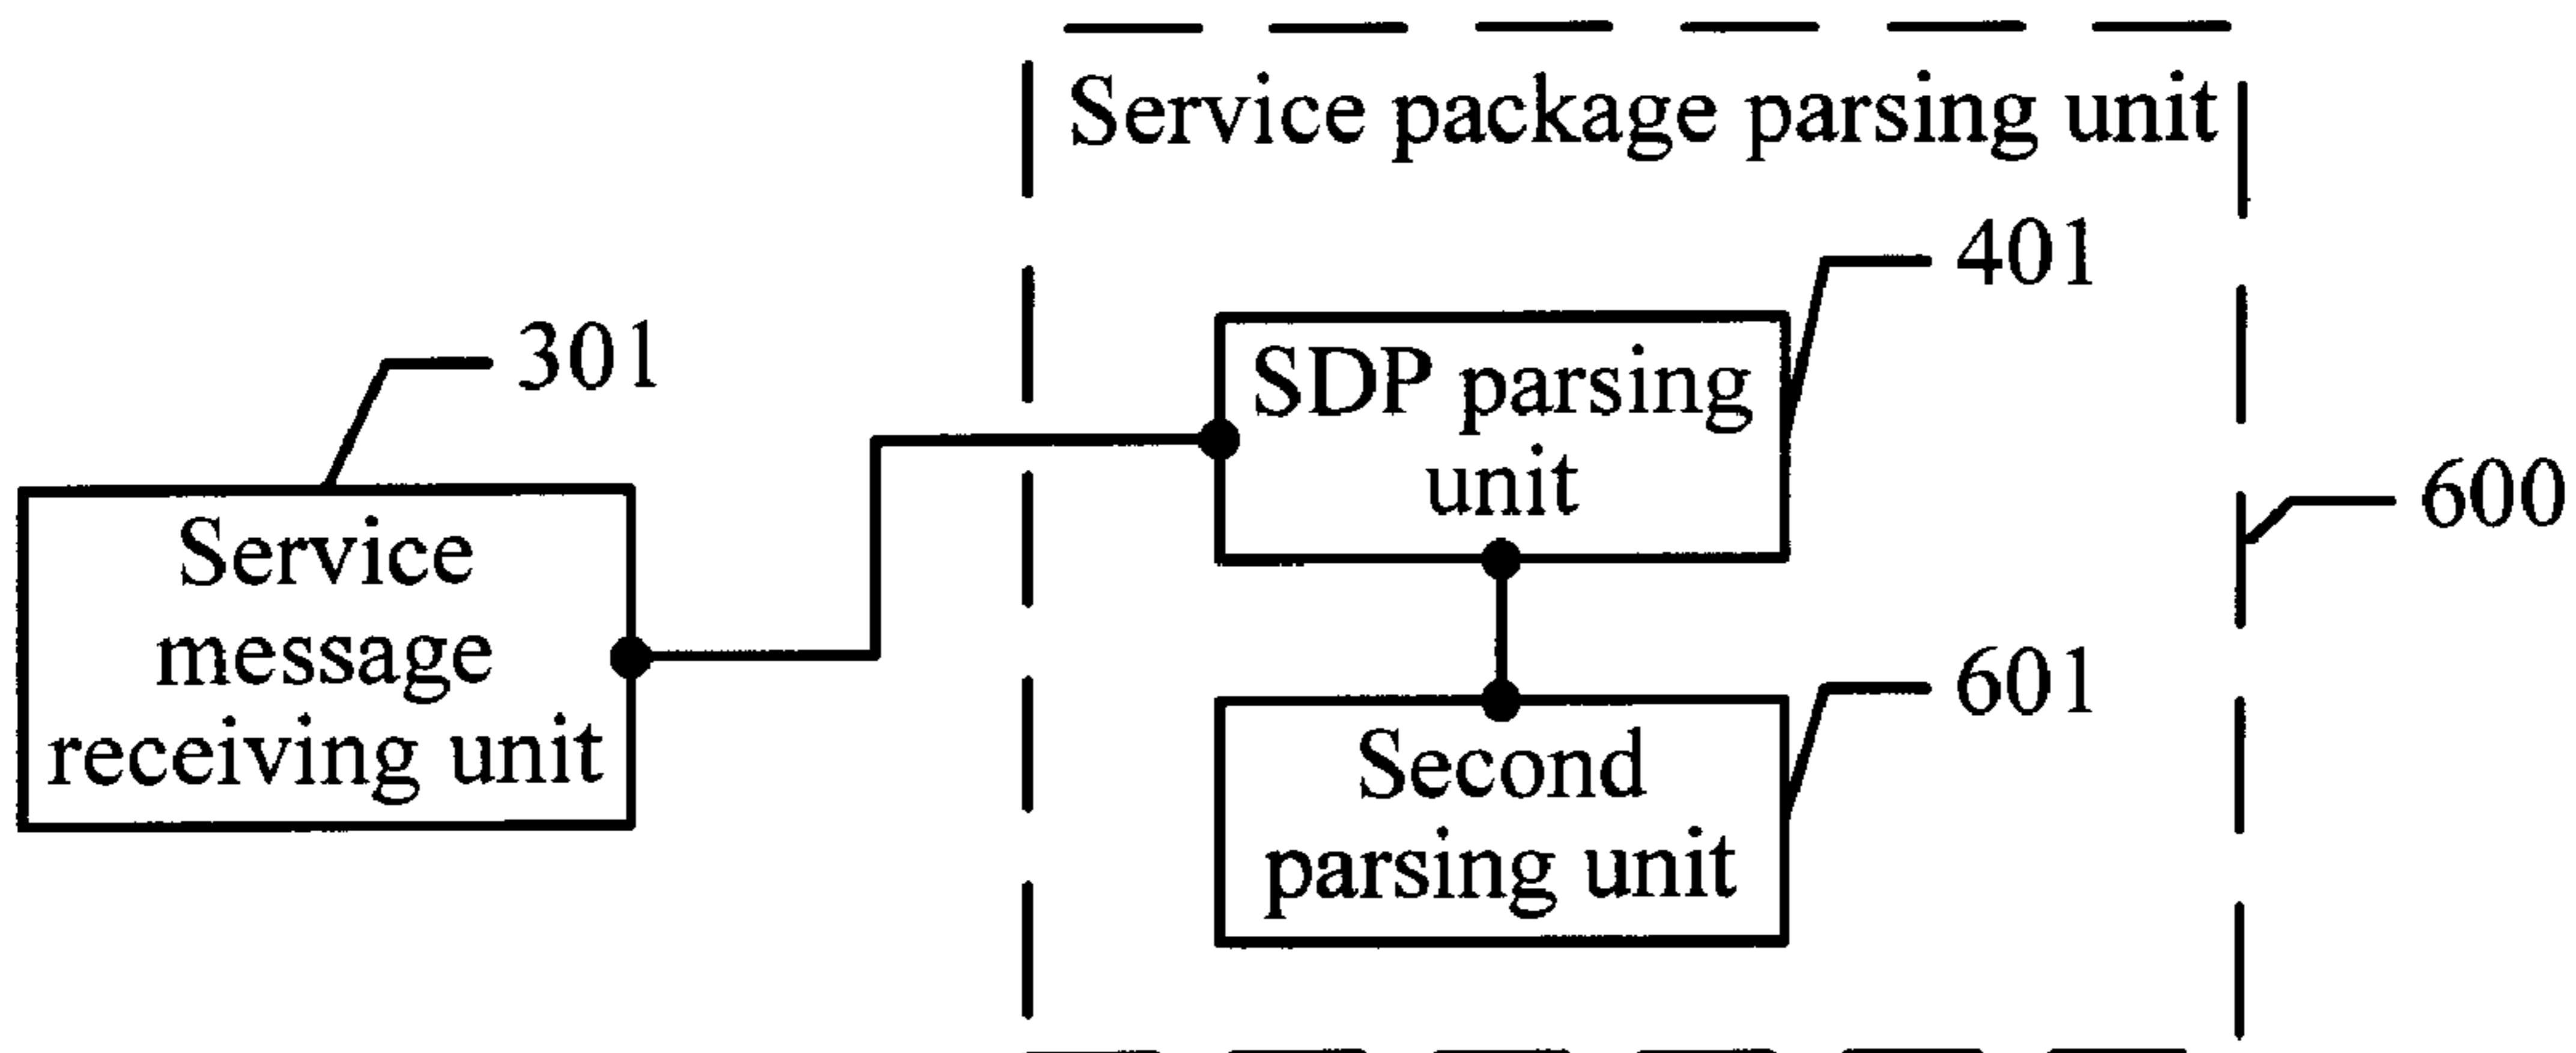 Service package parsing unit
401
301
SDP parsing
unit
600
Service
message
receiving unit
601
Second
parsing unit